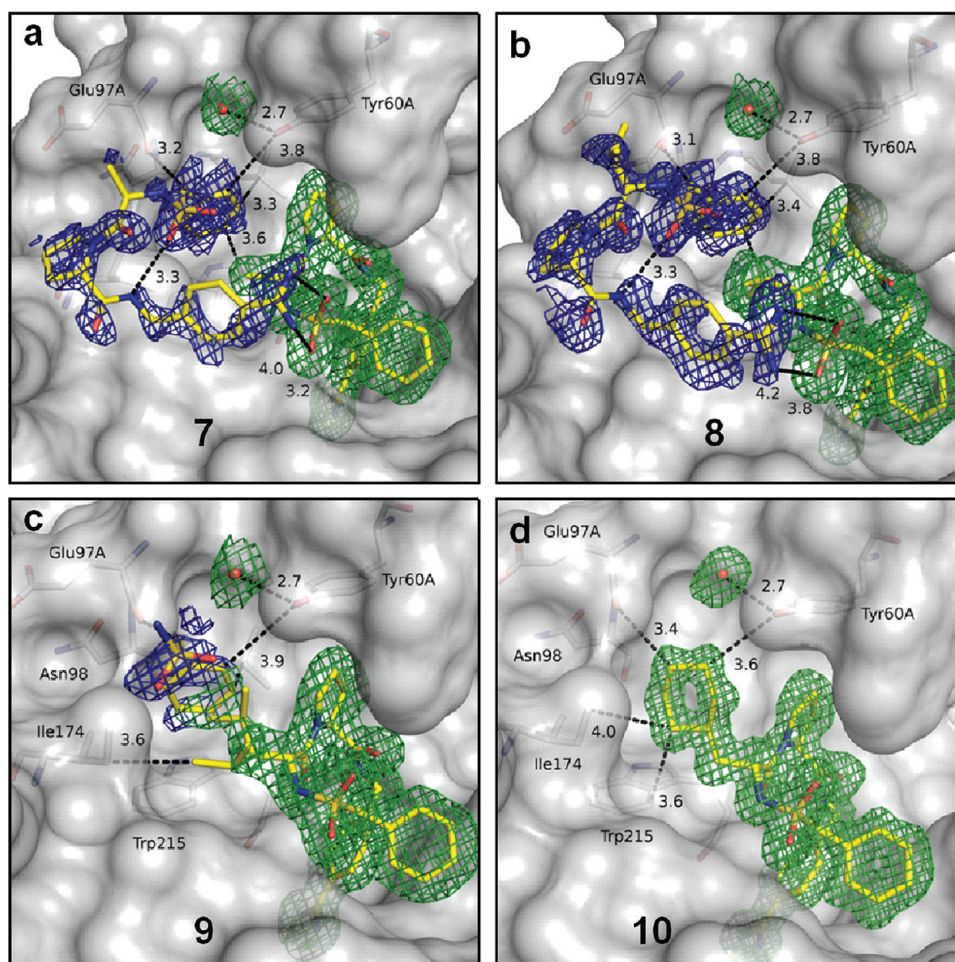 a
Glu97A
2.7
Tyr60A
3.2
3.8
3.3
3.6
3.3
4.0
3.2
7
b
Glu97A
2.7
Tyr60A
3.1
3.8
3.4
3.3
4.2
3.8
8
c
Glu97A
2.7
Tyr60A
Asn98
3.9
Ile174
3.6
Trp215
9
d
Glu97A
2.7
Tyr60A
3.4
Asn98
3.6
4.0
Ile174
3.6
Trp215
10